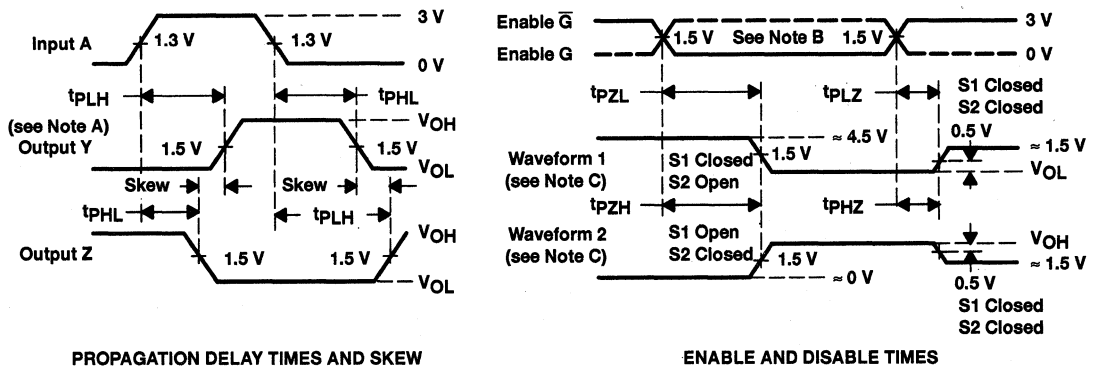 3 V
Input A
1.3 V
1.3 V
0 V
tPLH
tPHL
(see Note A)
Output Y
VOH
1.5 V
1.5 V
VOL
Skew
Skew
tPHL
tPLH
Output Z
VOH
1.5 V
1.5 V
VOL
PROPAGATION DELAY TIMES AND SKEW
Enable G̅
3 V
1.5 V
See Note B
1.5 V
Enable G
0 V
tPZL
tPLZ
S1 Closed
S2 Closed
≈ 4.5 V
0.5 V
Waveform 1
(see Note C)
S1 Closed
S2 Open
1.5 V
≈ 1.5 V
VOL
tPZH
tPHZ
Waveform 2
(see Note C)
S1 Open
S2 Closed
1.5 V
VOH
≈ 1.5 V
≈ 0 V
0.5 V
S1 Closed
S2 Closed
ENABLE AND DISABLE TIMES